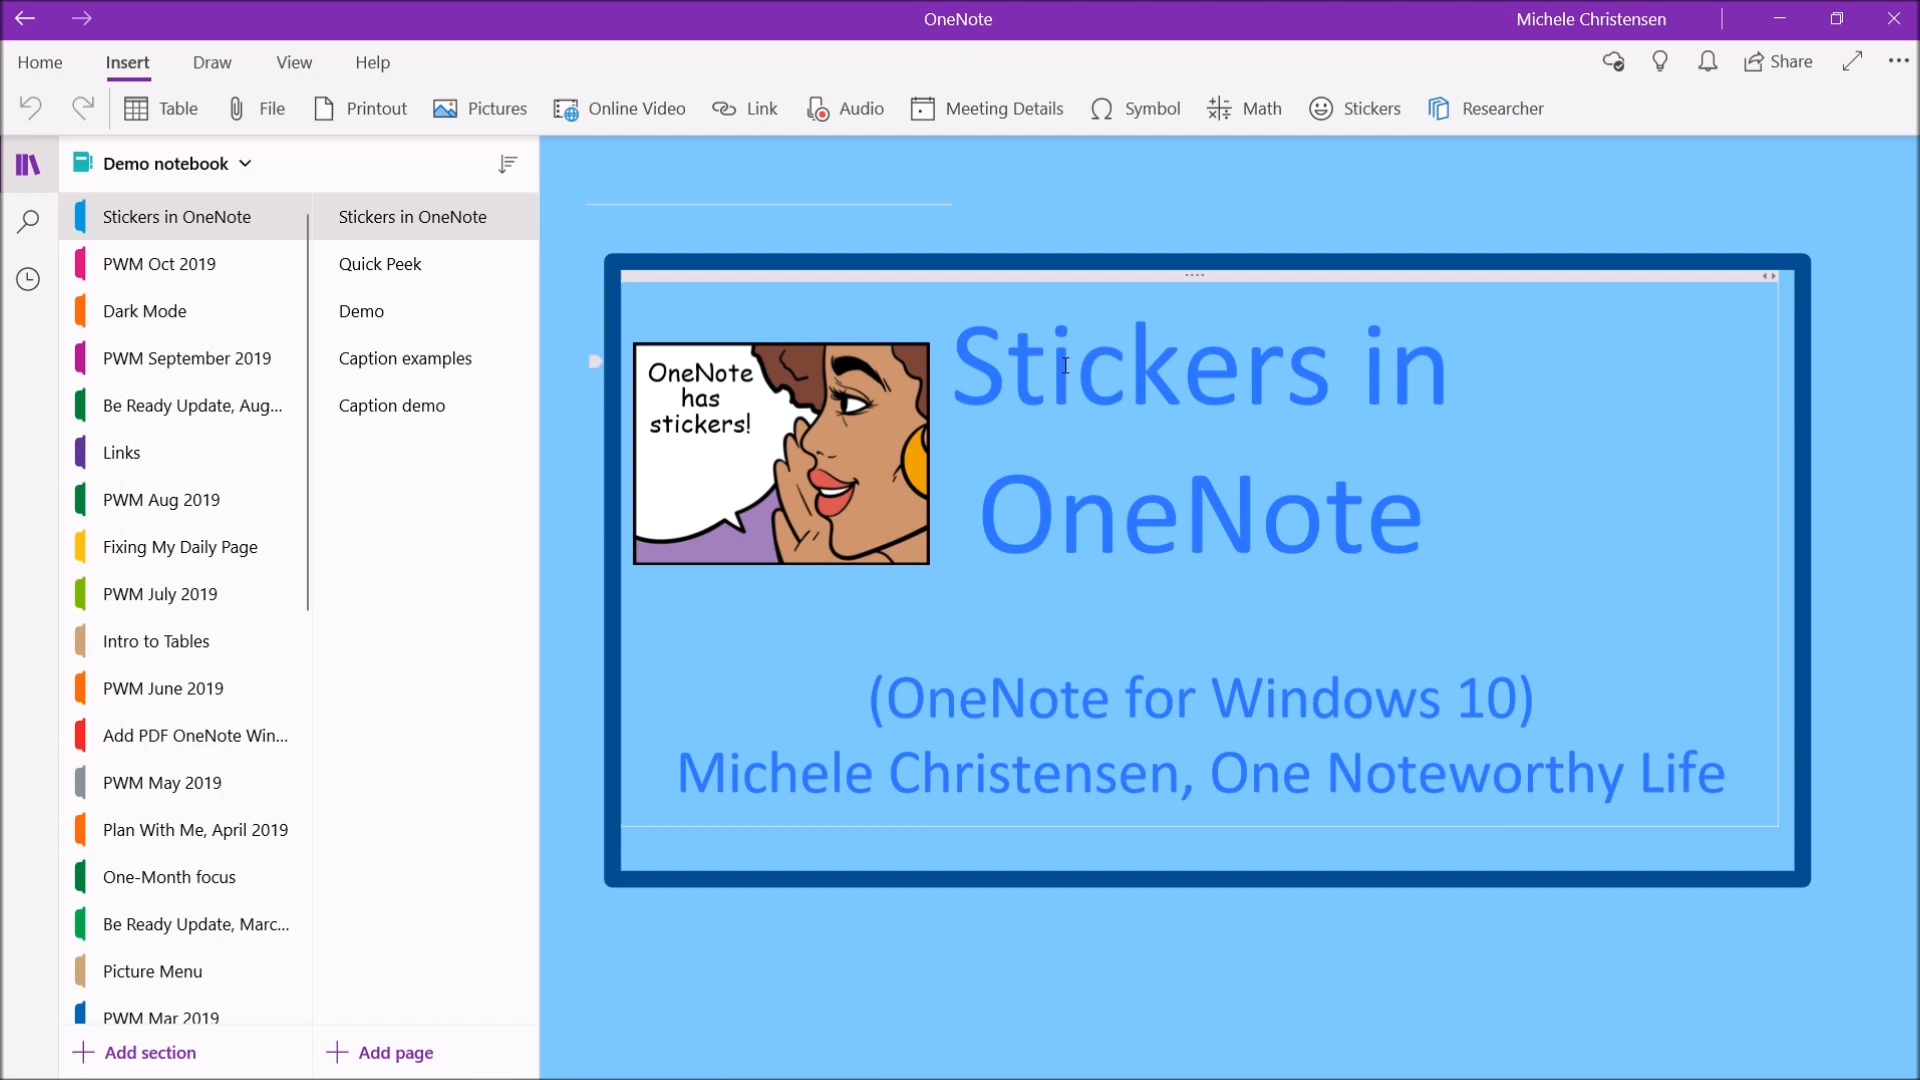 OneNote
Michele Christensen
Home Insert Draw View Help
Share
Table File Printout Pictures Online Video Link Audio Meeting Details Symbol Math Stickers Researcher
Demo notebook
Stickers in OneNote
PWM Oct 2019
Dark Mode
PWM September 2019
Be Ready Update, Aug...
Links
PWM Aug 2019
Fixing My Daily Page
PWM July 2019
Intro to Tables
PWM June 2019
Add PDF OneNote Win...
PWM May 2019
Plan With Me, April 2019
One-Month focus
Be Ready Update, Marc...
Picture Menu
PWM Mar 2019
Add section
Stickers in OneNote
Quick Peek
Demo
Caption examples
Caption demo
Add page
OneNote
has
stickers!
Stickers in
OneNote
(OneNote for Windows 10)
Michele Christensen, One Noteworthy Life